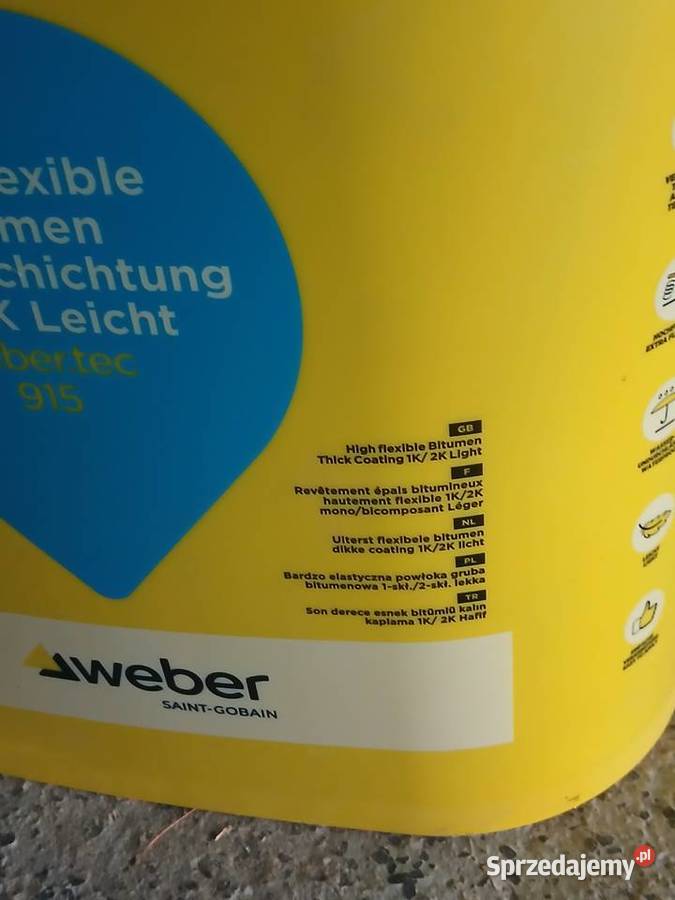 exible
men
chichtung
K Leicht
ber.tec
915
GB
High flexible Bitumen
Thick Coating 1K/ 2K Light
F
Revêtement épais bitumineux
hautement flexible 1K/2K
mono/bicomposant Léger
NL
Uiterst flexibele bitumen
dikke coating 1K/2K licht
PL
Bardzo elastyczna powłoka gruba
bitumenowa 1-skł./2-skł. lekka
TR
Son derece esnek bitümlü kalın
kaplama 1K/ 2K Hafif
weber
SAINT-GOBAIN
Sprzedajemy.pl